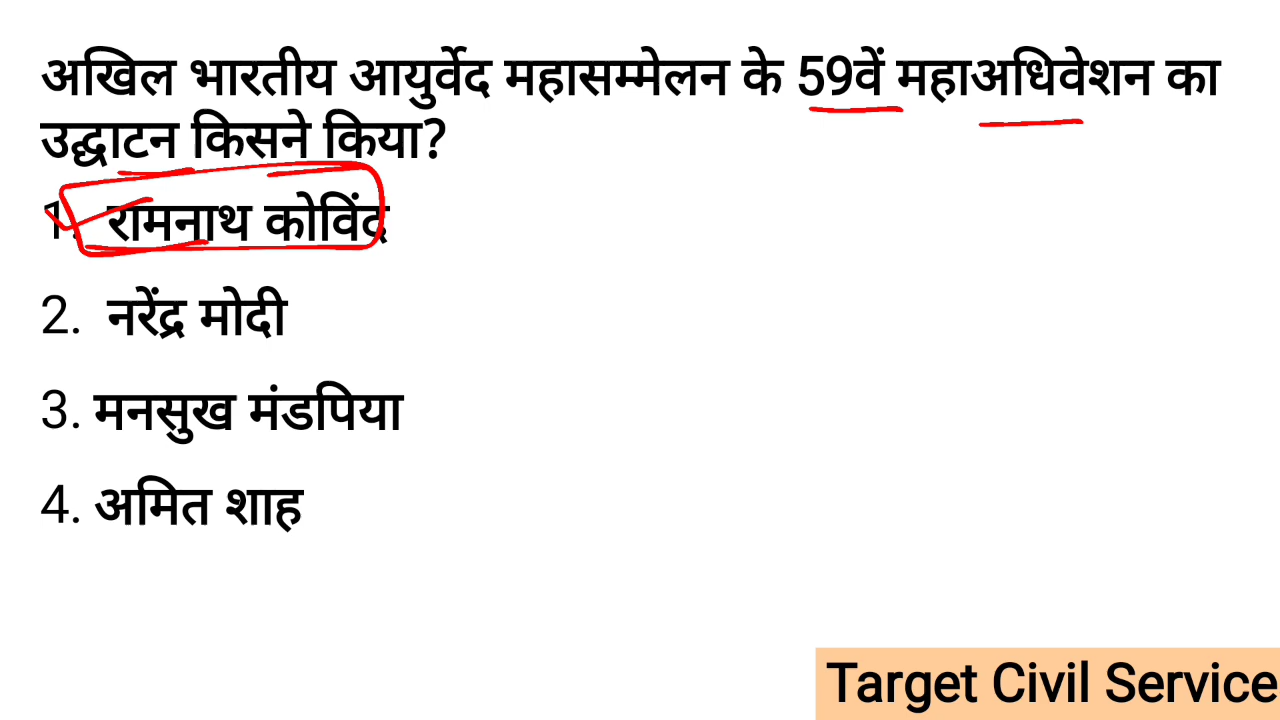 अखिल भारतीय आयुर्वेद महासम्मेलन के 59वें महाअधिवेशन का
उद्घाटन किसने किया?
1. रामनाथ कोविंद
2. नरेंद्र मोदी
3. मनसुख मंडपिया
4. अमित शाह
Target Civil Service